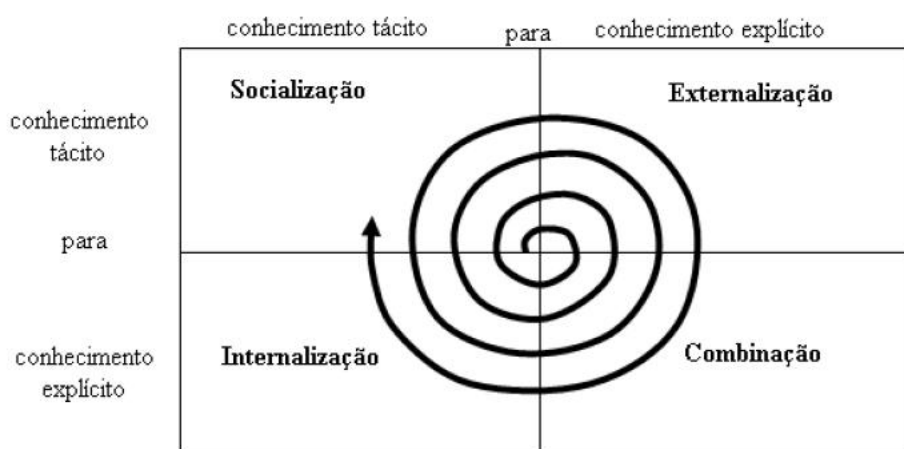 conhecimento tácito
para
conhecimento explícito
Socialização
Externalização
conhecimento
tácito
para
Internalização
Combinação
conhecimento
explícito